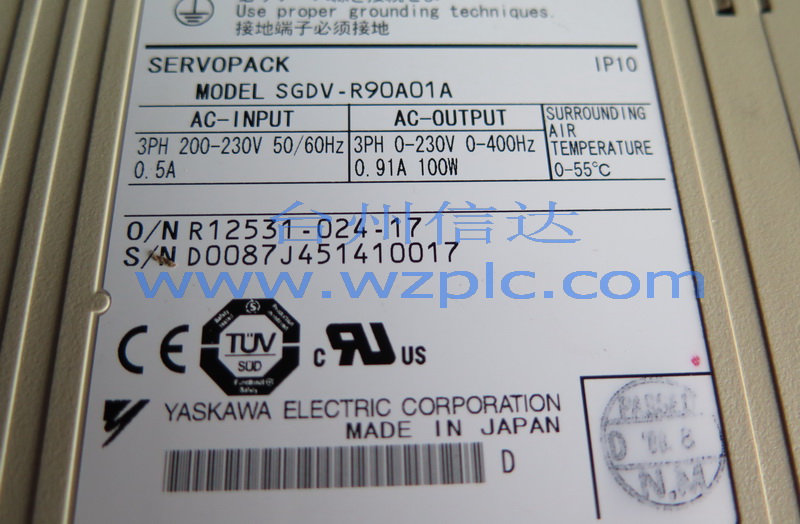 Use proper grounding techniques.
接地端子必须接地
SERVOPACK IP10
MODEL SGDV-R90A01A
AC-INPUT AC-OUTPUT SURROUNDING AIR TEMPERATURE
3PH 200-230V 50/60Hz 3PH 0-230V 0-400Hz
0.5A 0.91A 100W 0-55℃
O/N R12531-024-17
台州信达
S/N D0087J451410017
www.wzplc.com
CE TÜV SÜD c RU US
YASKAWA ELECTRIC CORPORATION
MADE IN JAPAN
D
D
N.M